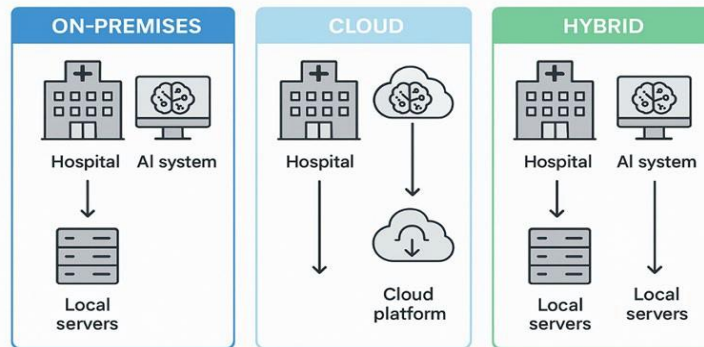 ON-PREMISES
Hospital
AI system
Local
servers
CLOUD
Hospital
Cloud
platform
HYBRID
Hospital
AI system
Local
servers
Local
servers